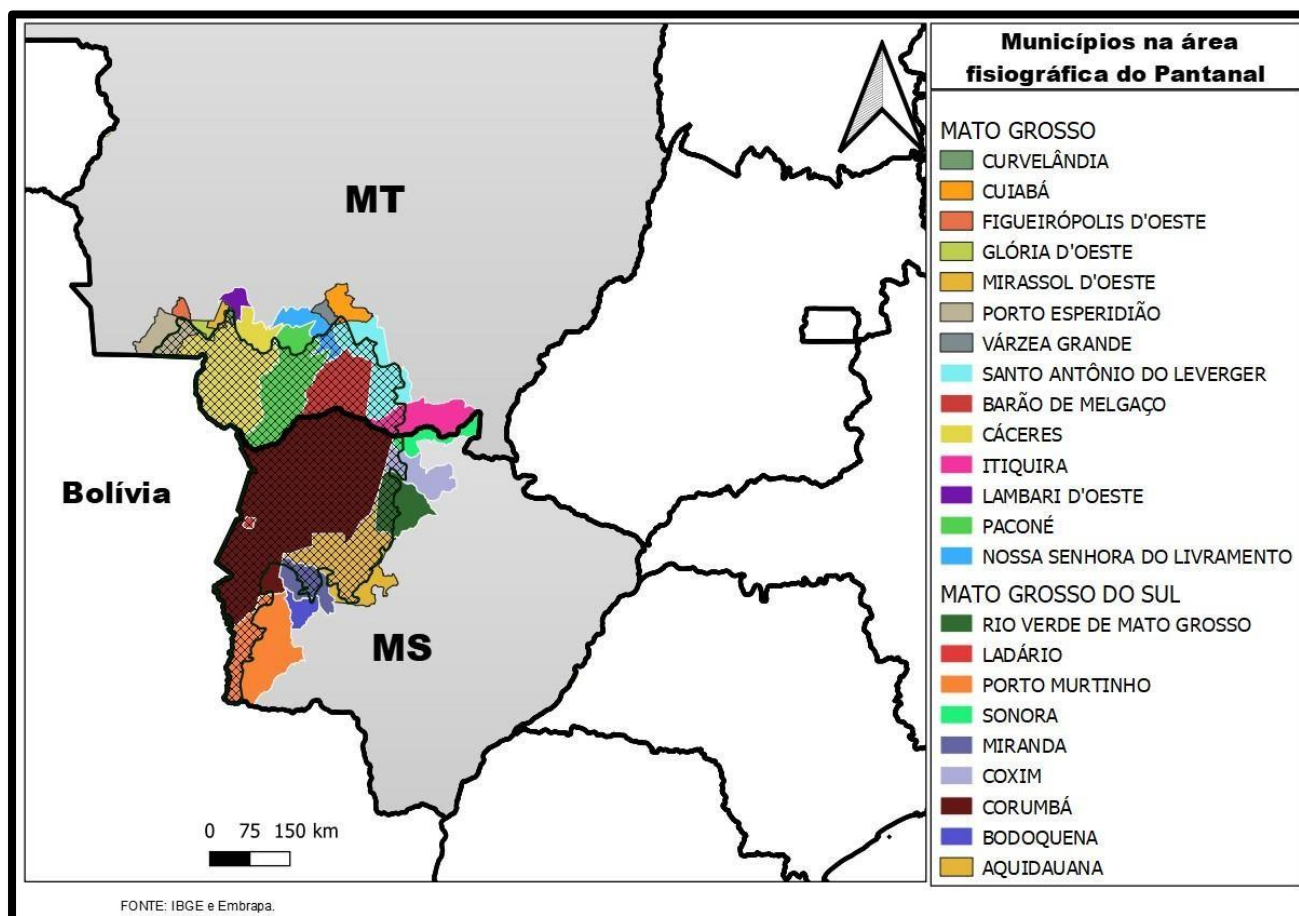 Municípios na área
fisiográfica do Pantanal
MATO GROSSO
CURVELÂNDIA
CUIABÁ
FIGUEIRÓPOLIS D'OESTE
GLÓRIA D'OESTE
MIRASSOL D'OESTE
PORTO ESPERIDIÃO
VÁRZEA GRANDE
SANTO ANTÔNIO DO LEVERGER
BARÃO DE MELGAÇO
CÁCERES
ITIQUIRA
LAMBARI D'OESTE
PACONÉ
NOSSA SENHORA DO LIVRAMENTO
MATO GROSSO DO SUL
RIO VERDE DE MATO GROSSO
LADÁRIO
PORTO MURTINHO
SONORA
MIRANDA
COXIM
CORUMBÁ
BODOQUENA
AQUIDAUANA
MT
Bolívia
MS
0 75 150 km
FONTE: IBGE e Embrapa.